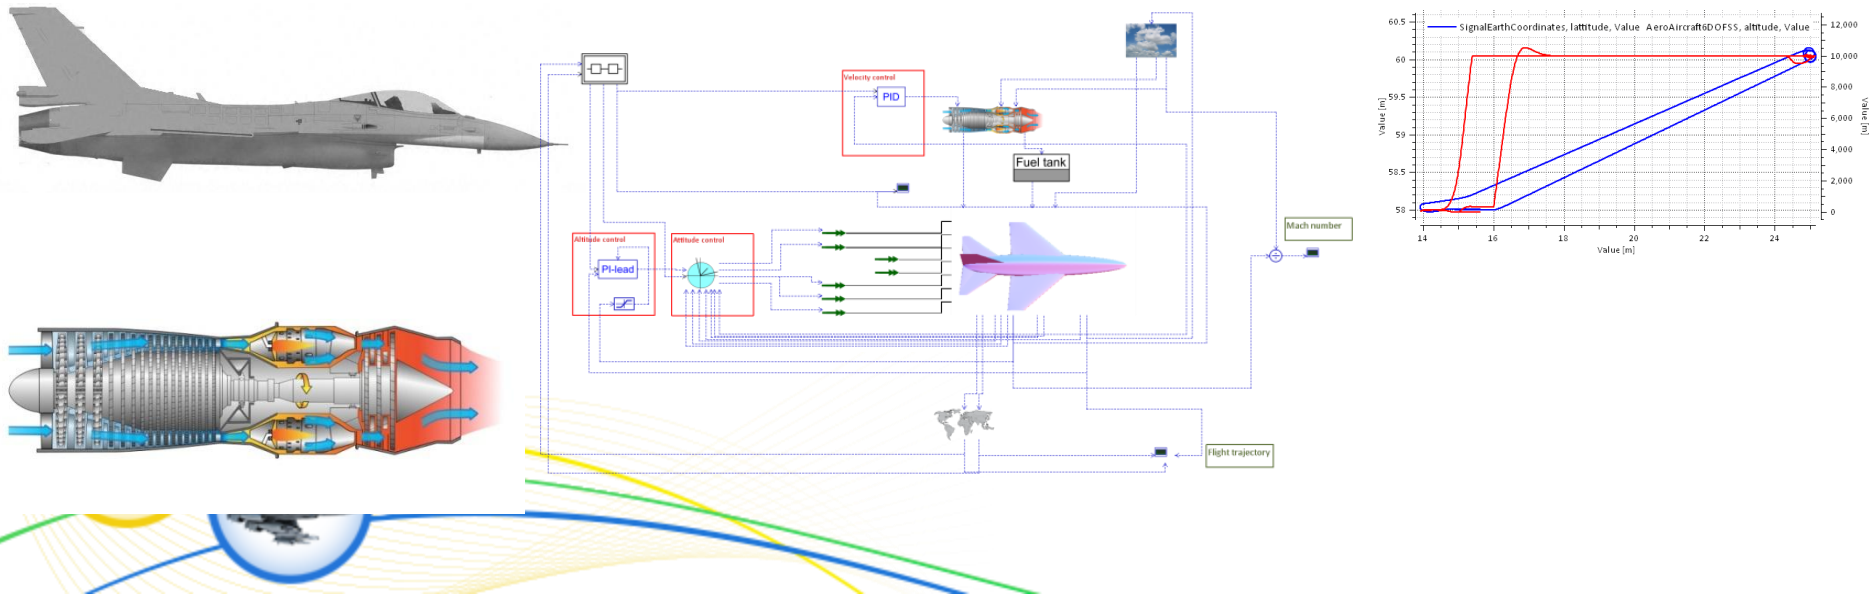 Velocity control
PID
Fuel tank
Altitude control
PI-lead
Attitude control
Mach number
Flight trajectory
SignalEarthCoordinates, lattitude, Value AeroAircraft6DOFSS, altitude, Value
60.5
60
59.5
59
58.5
58
Value [m]
12,000
10,000
8,000
6,000
4,000
2,000
0
Value [m]
14 16 18 20 22 24
Value [m]